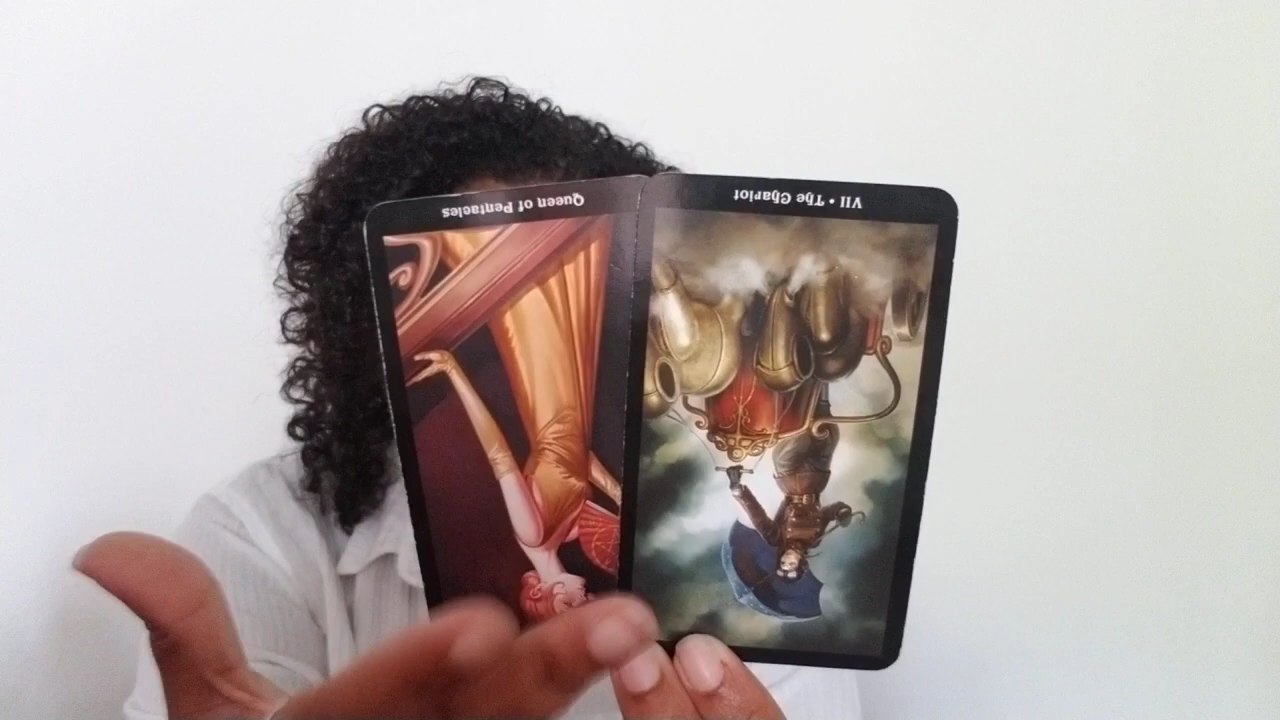 Queen of Pentacles
VII • The Chariot